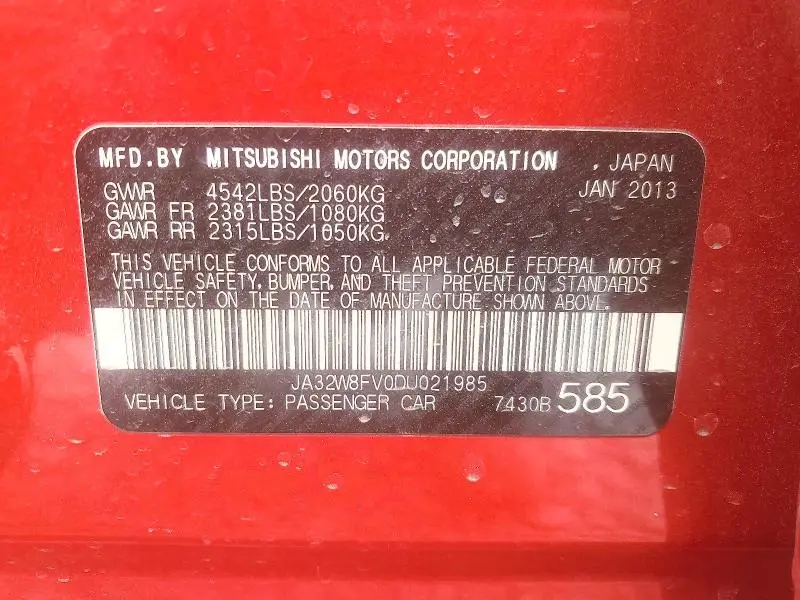 MFD.BY MITSUBISHI MOTORS CORPORATION , JAPAN
GVWR 4542LBS/2060KG JAN 2013
GAWR FR 2381LBS/1080KG
GAWR RR 2315LBS/1050KG
THIS VEHICLE CONFORMS TO ALL APPLICABLE FEDERAL MOTOR
VEHICLE SAFETY, BUMPER, AND THEFT PREVENTION STANDARDS
IN EFFECT ON THE DATE OF MANUFACTURE SHOWN ABOVE.
JA32W8FV0DU021985
VEHICLE TYPE: PASSENGER CAR 7430B 585